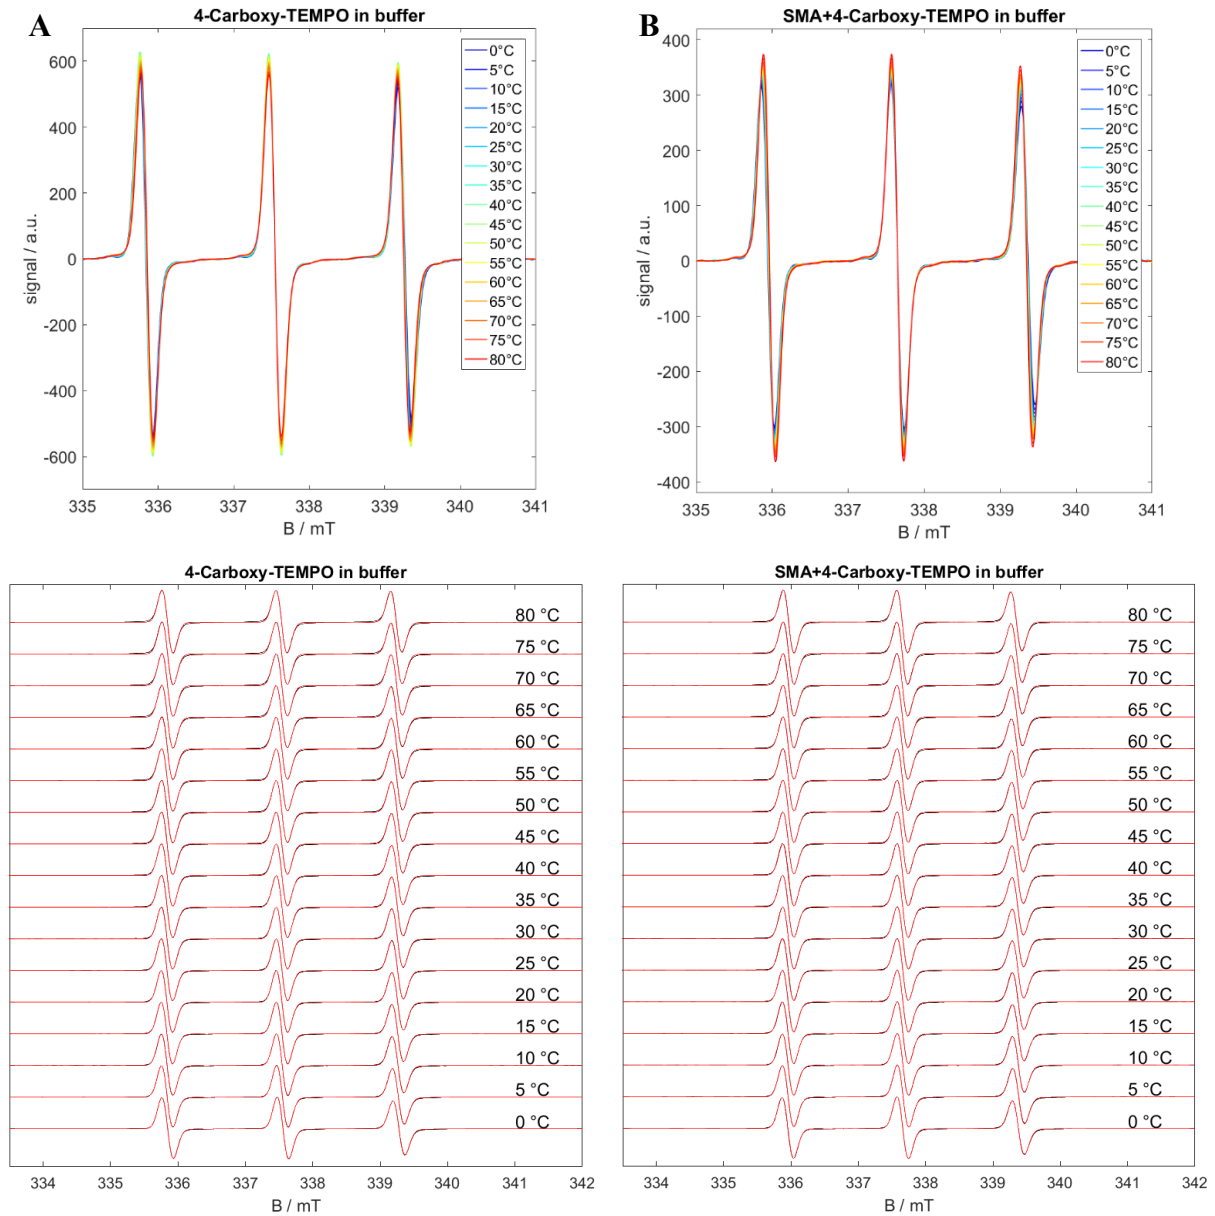 A
4-Carboxy-TEMPO in buffer
600
400
200
0
-200
-400
-600
signal / a.u.
335
336
337
338
339
340
341
B / mT
0°C
5°C
10°C
15°C
20°C
25°C
30°C
35°C
40°C
45°C
50°C
55°C
60°C
65°C
70°C
75°C
80°C
B
SMA+4-Carboxy-TEMPO in buffer
400
300
200
100
0
-100
-200
-300
-400
signal / a.u.
335
336
337
338
339
340
341
B / mT
0°C
5°C
10°C
15°C
20°C
25°C
30°C
35°C
40°C
45°C
50°C
55°C
60°C
65°C
70°C
75°C
80°C
4-Carboxy-TEMPO in buffer
80 °C
75 °C
70 °C
65 °C
60 °C
55 °C
50 °C
45 °C
40 °C
35 °C
30 °C
25 °C
20 °C
15 °C
10 °C
5 °C
0 °C
334
335
336
337
338
339
340
341
342
B / mT
SMA+4-Carboxy-TEMPO in buffer
80 °C
75 °C
70 °C
65 °C
60 °C
55 °C
50 °C
45 °C
40 °C
35 °C
30 °C
25 °C
20 °C
15 °C
10 °C
5 °C
0 °C
334
335
336
337
338
339
340
341
342
B / mT